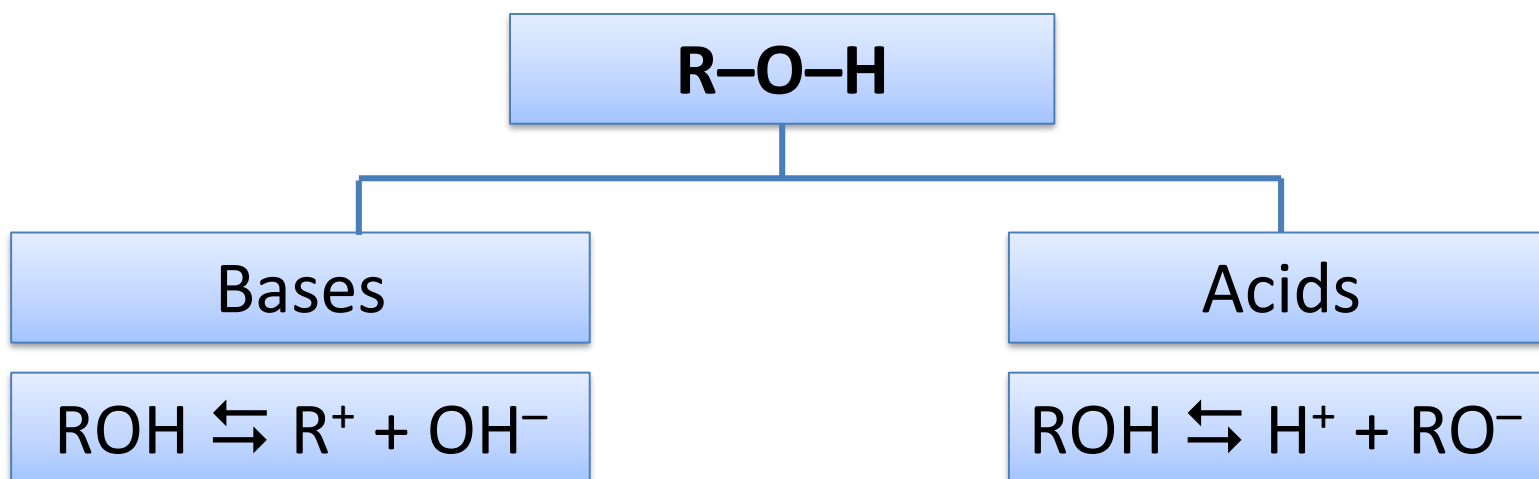 R–O–H
Bases
Acids
ROH ⇆ R⁺ + OH⁻
ROH ⇆ H⁺ + RO⁻